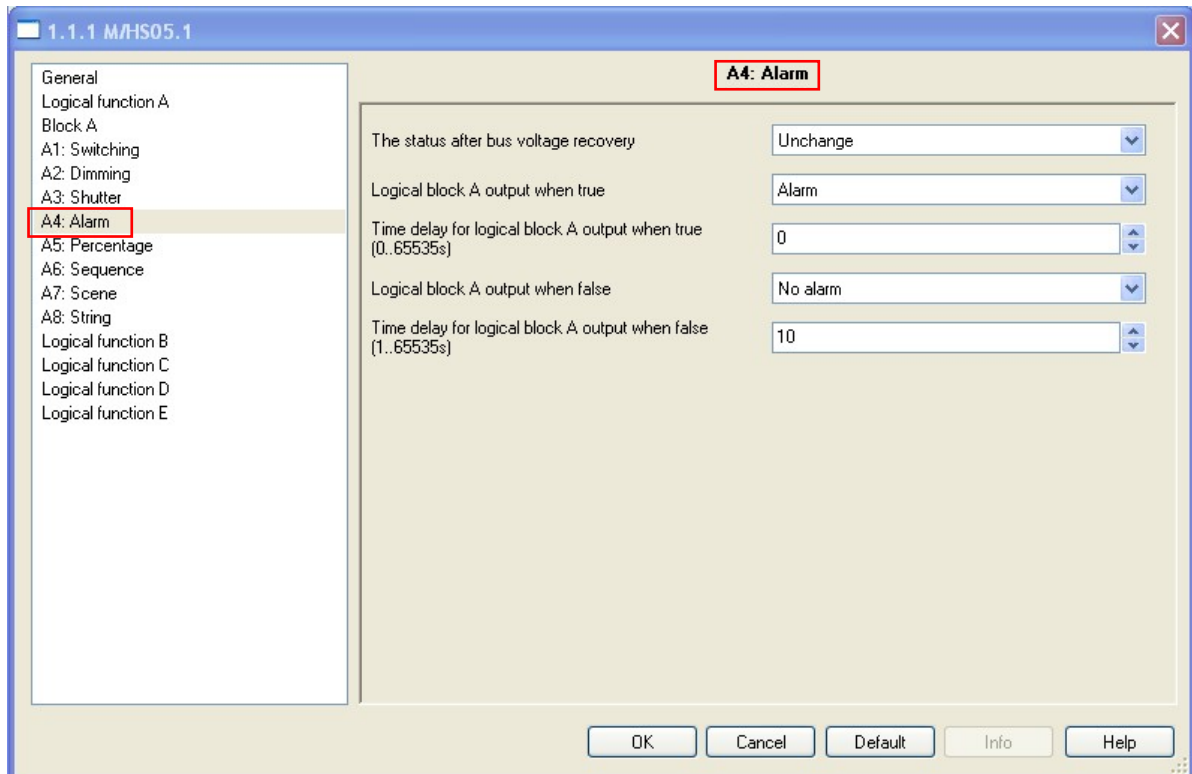 1.1.1 M/HS05.1
General
Logical function A
Block A
A1: Switching
A2: Dimming
A3: Shutter
A4: Alarm
A5: Percentage
A6: Sequence
A7: Scene
A8: String
Logical function B
Logical function C
Logical function D
Logical function E
A4: Alarm
The status after bus voltage recovery
Unchange
Logical block A output when true
Alarm
Time delay for logical block A output when true
(0..65535s)
0
Logical block A output when false
No alarm
Time delay for logical block A output when false
(1..65535s)
10
OK
Cancel
Default
Info
Help